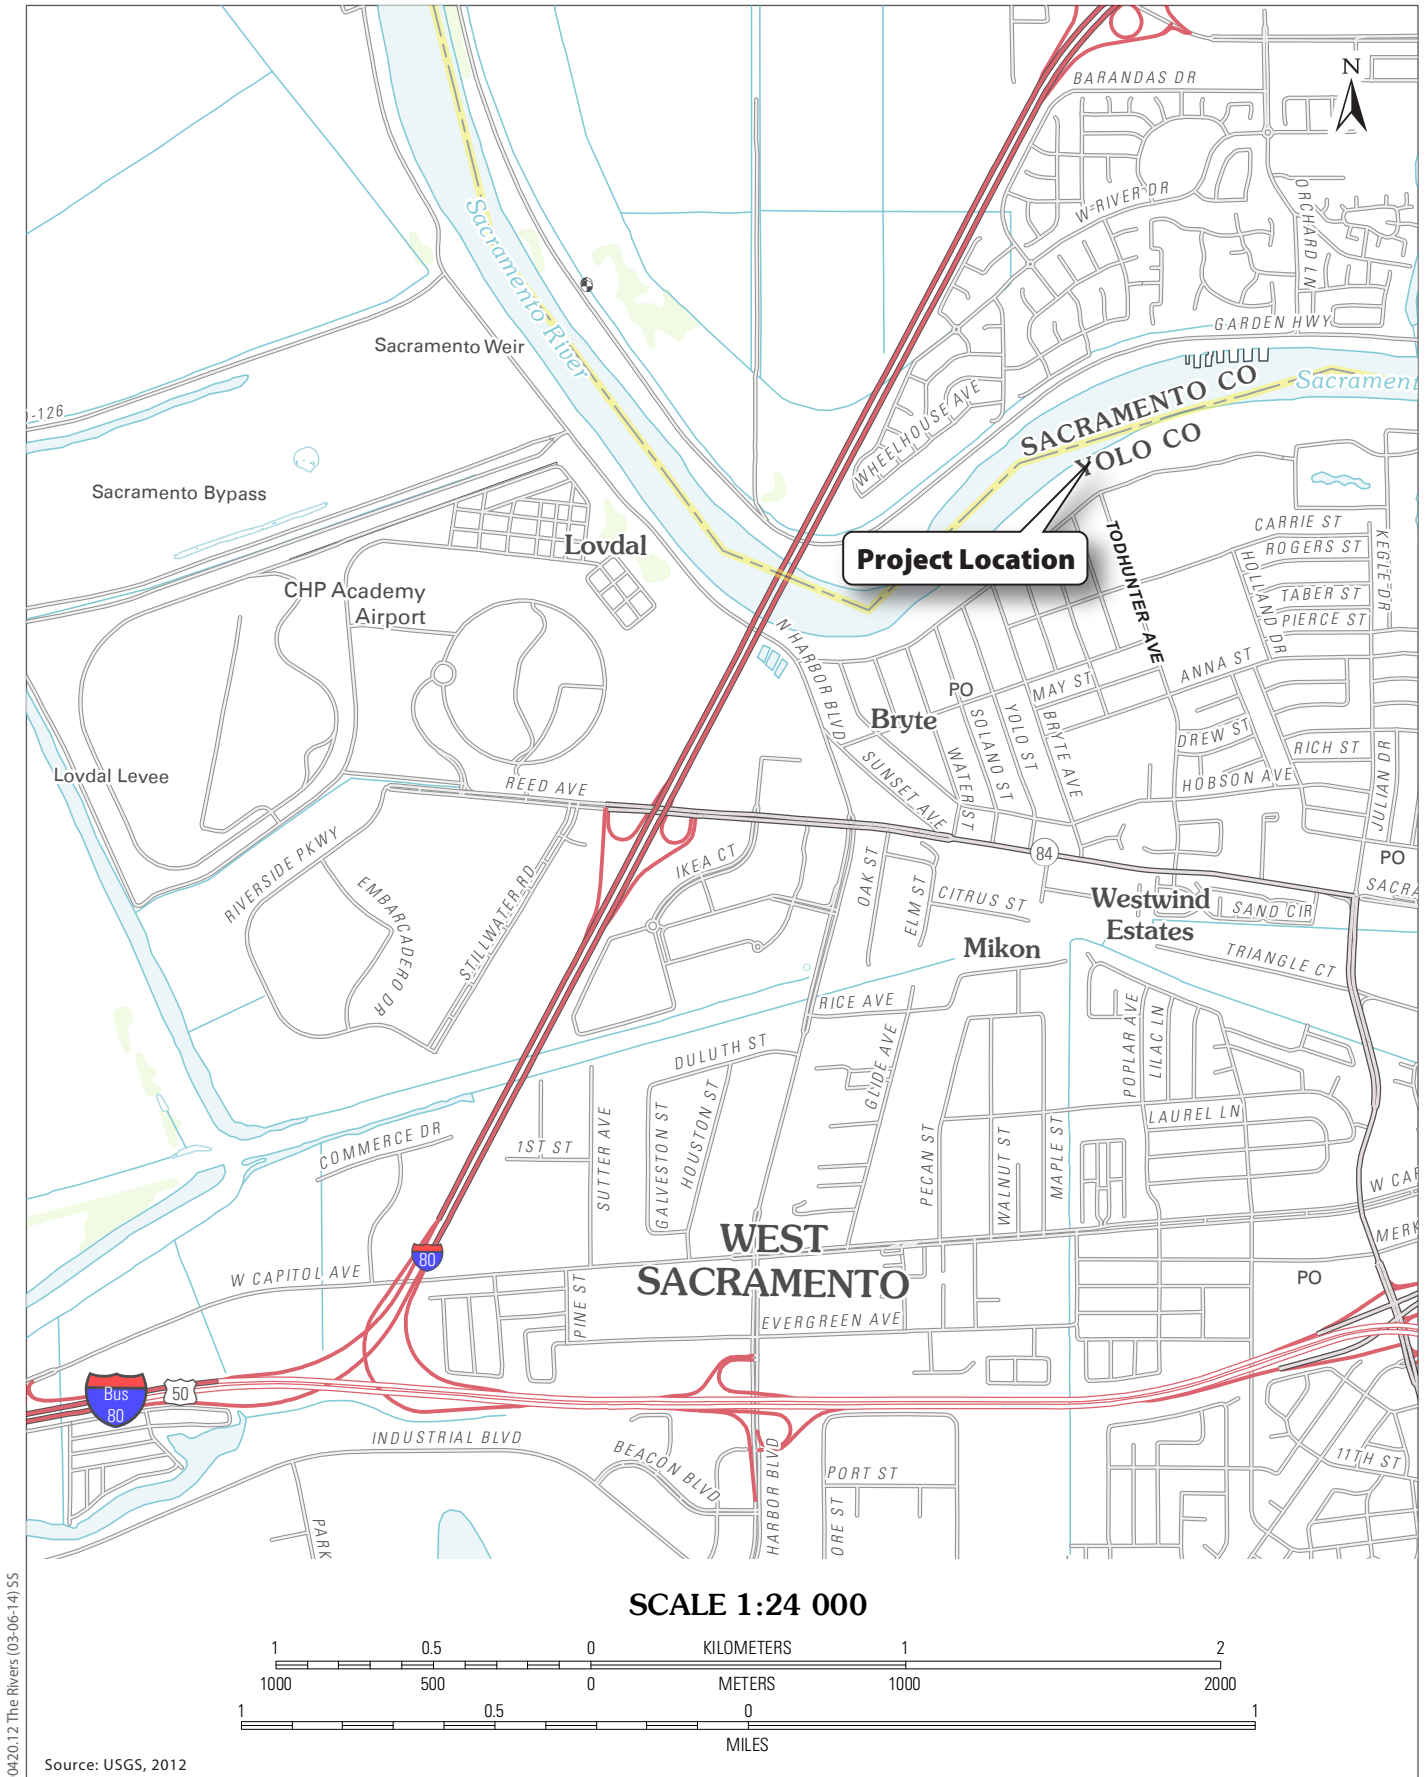 BARANDAS DR
N
W RIVER DR
ORCHARD LN
Sacramento River
GARDEN HWY
Sacramento Weir
SACRAMENTO CO
Sacrament
-126
WHEELHOUSE AVE
YOLO CO
Sacramento Bypass
Lovdal
Project Location
TODHUNTER AVE
CARRIE ST
ROGERS ST
KEGLE DR
HOLLAND DR
TABER ST
PIERCE ST
CHP Academy
Airport
N HARBOR BLVD
ANNA ST
MAY ST
PO
Bryte
SOLANO ST
YOLO ST
BRYTE AVE
WATER ST
DREW ST
RICH ST
JULIAN DR
HOBSON AVE
SUNSET AVE
Lovdal Levee
REED AVE
84
PO
SACRA
RIVERSIDE PKWY
IKEA CT
EMBARCADERO DR
STILLWATER RD
OAK ST
ELM ST
CITRUS ST
Westwind
Estates
SAND CIR
Mikon
TRIANGLE CT
RICE AVE
POPLAR AVE
LILAC LN
DULUTH ST
GLIDE AVE
LAUREL LN
COMMERCE DR
1ST ST
SUTTER AVE
GALVESTON ST
HOUSTON ST
PECAN ST
WALNUT ST
MAPLE ST
W CAP
WEST
SACRAMENTO
MERK
80
W CAPITOL AVE
PINE ST
EVERGREEN AVE
PO
Bus
80
50
INDUSTRIAL BLVD
BEACON BLVD
HARBOR BLVD
PORT ST
ORE ST
11TH ST
PARK
SCALE 1:24 000
1 0.5 0 KILOMETERS 1 2
1000 500 0 METERS 1000 2000
1 0.5 0 1
MILES
0420.12 The Rivers (03-06-14) SS
Source: USGS, 2012